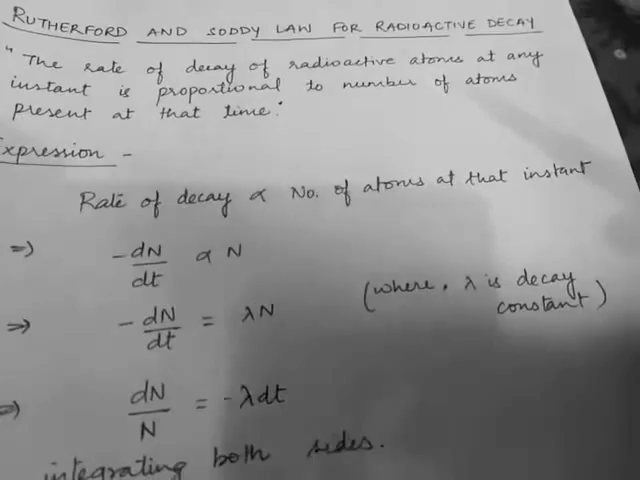 RUTHERFORD AND SODDY LAW FOR RADIOACTIVE DECAY
"The rate of decay of radioactive atoms at any
instant is proportional to number of atoms
present at that time."
Expression -
Rate of decay ∝ No. of atoms at that instant
=) -dN/dt ∝ N
=) -dN/dt = λN (where, λ is decay
constant)
=) dN/N = -λdt
integrating both sides.